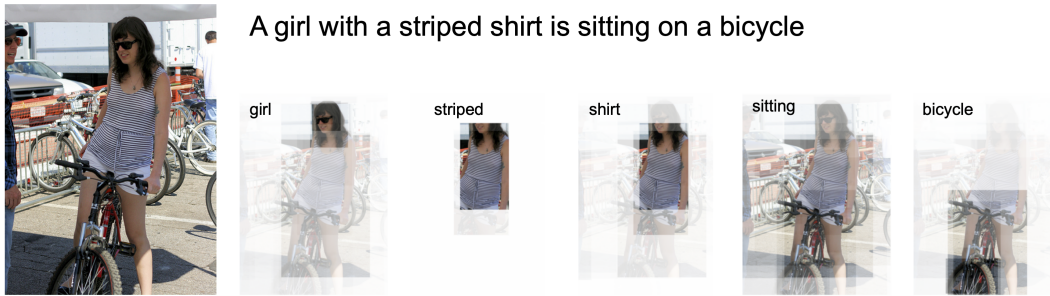 A girl with a striped shirt is sitting on a bicycle
girl
striped
shirt
sitting
bicycle